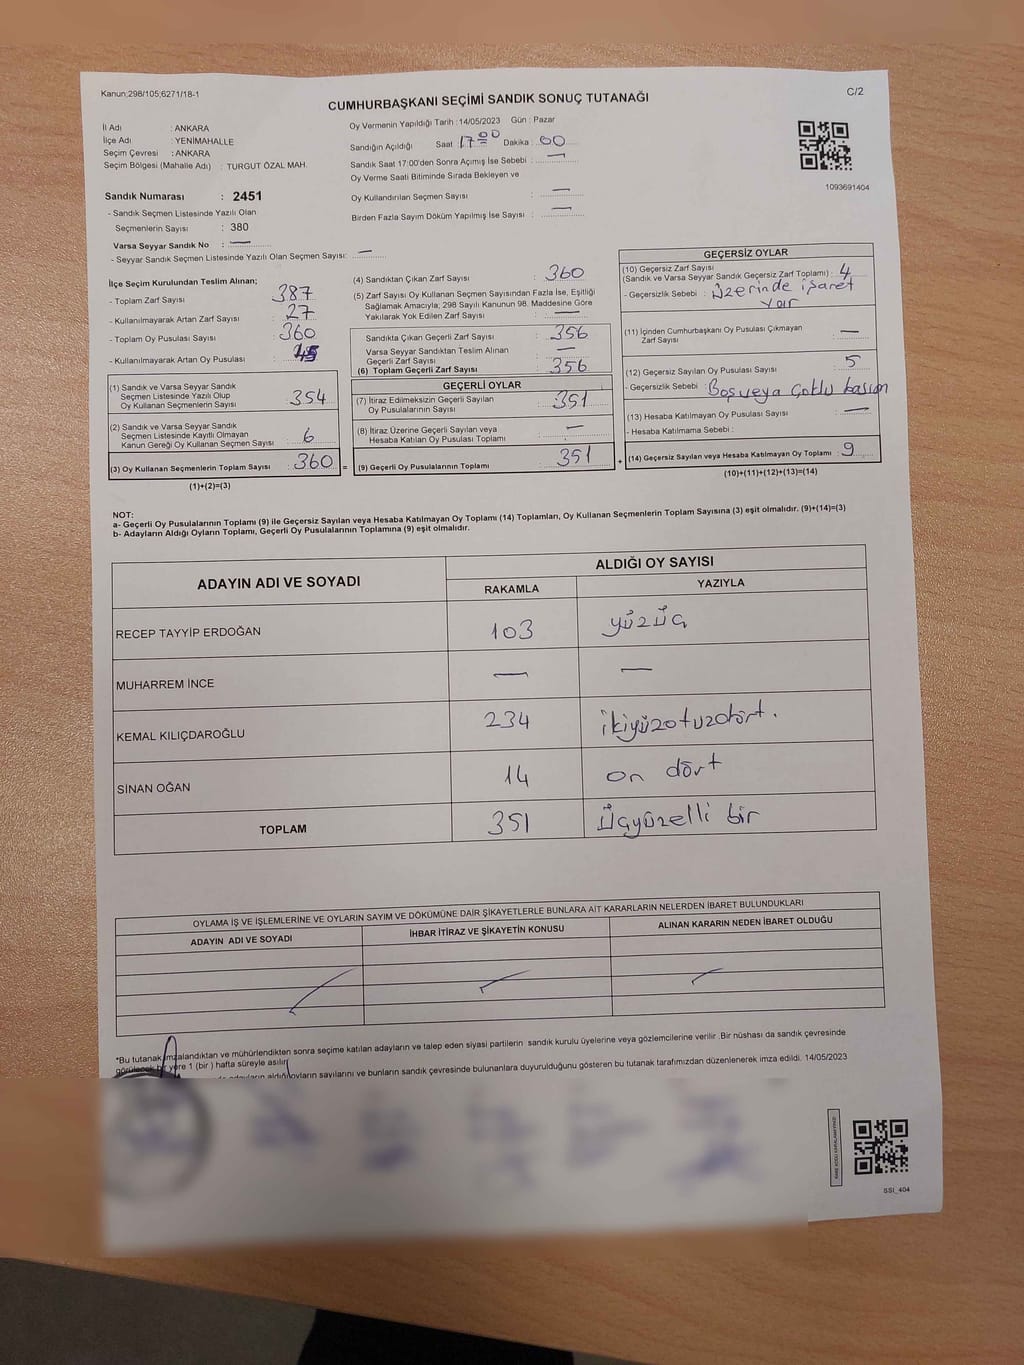 Kanun;298/105;6271/18-1
C/2
CUMHURBAŞKANI SEÇİMİ SANDIK SONUÇ TUTANAĞI
İl Adı : ANKARA
İlçe Adı : YENİMAHALLE
Seçim Çevresi : ANKARA
Seçim Bölgesi (Mahalle Adı) : TURGUT ÖZAL MAH.
Oy Vermenin Yapıldığı Tarih : 14/05/2023 Gün : Pazar
Sandığın Açıldığı Saat 17:00 Dakika : 00
Sandık Saat 17:00'den Sonra Açımış İse Sebebi : —
Oy Verme Saati Bitiminde Sırada Bekleyen ve
Oy Kullandırılan Seçmen Sayısı : —
Birden Fazla Sayım Döküm Yapılmış İse Sayısı : —
1093691404
Sandık Numarası : 2451
- Sandık Seçmen Listesinde Yazılı Olan
Seçmenlerin Sayısı : 380
Varsa Seyyar Sandık No : —
- Seyyar Sandık Seçmen Listesinde Yazılı Olan Seçmen Sayısı: —
İlçe Seçim Kurulundan Teslim Alınan;
- Toplam Zarf Sayısı : 387
- Kullanılmayarak Artan Zarf Sayısı : 27
- Toplam Oy Pusulası Sayısı : 360
- Kullanılmayarak Artan Oy Pusulası :
(1) Sandık ve Varsa Seyyar Sandık
Seçmen Listesinde Yazılı Olup
Oy Kullanan Seçmenlerin Sayısı : 354
(2) Sandık ve Varsa Seyyar Sandık
Seçmen Listesinde Kayıtlı Olmayan
Kanun Gereği Oy Kullanan Seçmen Sayısı : 6
(3) Oy Kullanan Seçmenlerin Toplam Sayısı : 360 =
(1)+(2)=(3)
(4) Sandıktan Çıkan Zarf Sayısı : 360
(5) Zarf Sayısı Oy Kullanan Seçmen Sayısından Fazla İse, Eşitliği
Sağlamak Amacıyla; 298 Sayılı Kanunun 98. Maddesine Göre
Yakılarak Yok Edilen Zarf Sayısı : —
Sandıkta Çıkan Geçerli Zarf Sayısı : 356
Varsa Seyyar Sandıktan Teslim Alınan
Geçerli Zarf Sayısı : —
(6) Toplam Geçerli Zarf Sayısı : 356
GEÇERLİ OYLAR
(7) İtiraz Edilmeksizin Geçerli Sayılan
Oy Pusulalarının Sayısı : 351
(8) İtiraz Üzerine Geçerli Sayılan veya
Hesaba Katılan Oy Pusulaları Toplamı : —
(9) Geçerli Oy Pusulalarının Toplamı : 351 +
GEÇERSİZ OYLAR
(10) Geçersiz Zarf Sayısı
(Sandık ve Varsa Seyyar Sandık Geçersiz Zarf Toplamı) : 4
- Geçersizlik Sebebi : Üzerinde işaret
var
(11) İçinden Cumhurbaşkanı Oy Pusulası Çıkmayan
Zarf Sayısı : —
(12) Geçersiz Sayılan Oy Pusulası Sayısı : 5
- Geçersizlik Sebebi : Boş veya çoklu basım
(13) Hesaba Katılmayan Oy Pusulası Sayısı : —
- Hesaba Katılmama Sebebi :
(14) Geçersiz Sayılan veya Hesaba Katılmayan Oy Toplamı : 9
(10)+(11)+(12)+(13)=(14)
NOT:
a- Geçerli Oy Pusulalarının Toplamı (9) ile Geçersiz Sayılan veya Hesaba Katılmayan Oy Toplamı (14) Toplamları, Oy Kullanan Seçmenlerin Toplam Sayısına (3) eşit olmalıdır. (9)+(14)=(3)
b- Adayların Aldığı Oyların Toplamı, Geçerli Oy Pusulalarının Toplamına (9) eşit olmalıdır.
ADAYIN ADI VE SOYADI
ALDIĞI OY SAYISI
RAKAMLA YAZIYLA
RECEP TAYYİP ERDOĞAN 103 yüzüç
MUHARREM İNCE — —
KEMAL KILIÇDAROĞLU 234 ikiyüzotuzdört.
SİNAN OĞAN 14 on dört
TOPLAM 351 Üçyüzelli bir
OYLAMA İŞ VE İŞLEMLERİNE VE OYLARIN SAYIM VE DÖKÜMÜNE DAİR ŞİKAYETLERLE BUNLARA AİT KARARLARIN NELERDEN İBARET BULUNDUKLARI
ADAYIN ADI VE SOYADI İHBAR İTİRAZ VE ŞİKAYETİN KONUSU ALINAN KARARIN NEDEN İBARET OLDUĞU
*Bu tutanak imzalandıktan ve mühürlendikten sonra seçime katılan adayların ve talep eden siyasi partilerin sandık kurulu üyelerine veya gözlemcilerine verilir .Bir nüshası da sandık çevresinde
görülecek bir yere 1 (bir ) hafta süreyle asılır.
aldığı oyların sayılarını ve bunların sandık çevresinde bulunanlara duyurulduğunu gösteren bu tutanak tarafımızdan düzenlenerek imza edildi. 14/05/2023
SSI_404